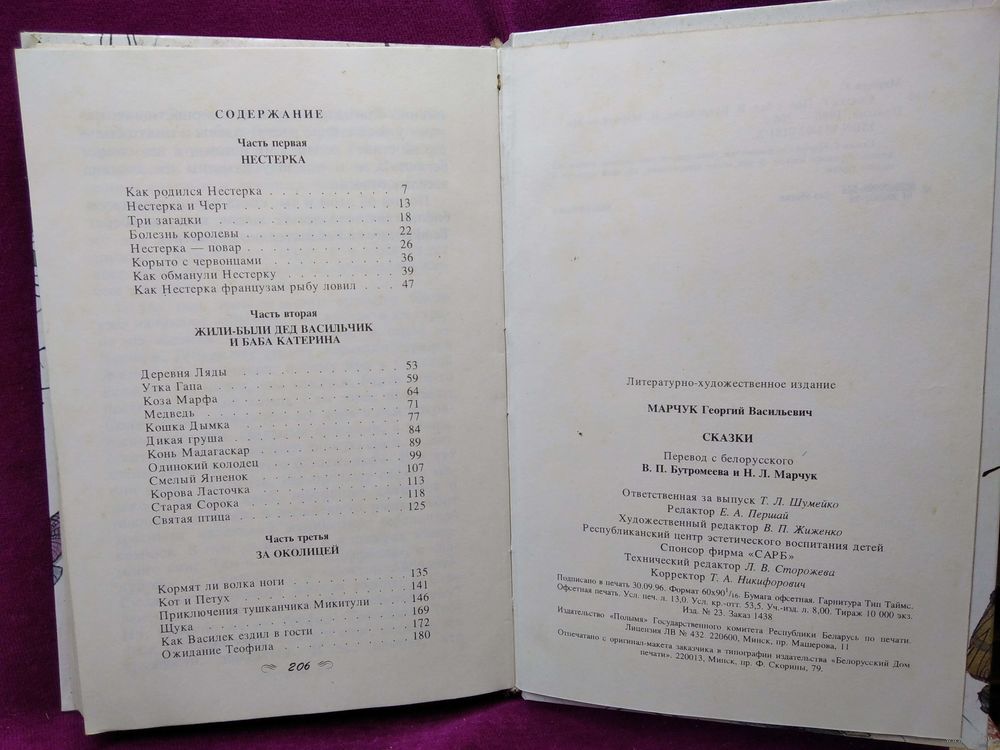 СОДЕРЖАНИЕ
Часть первая
НЕСТЕРКА
Как родился Нестерка . . . . . . . . . . 7
Нестерка и Черт . . . . . . . . . . . . 13
Три загадки . . . . . . . . . . . . . 18
Болезнь королевы . . . . . . . . . . . 22
Нестерка — повар . . . . . . . . . . . 26
Корыто с червонцами . . . . . . . . . . 36
Как обманули Нестерку . . . . . . . . . 39
Как Нестерка французам рыбу ловил . . . 47
Часть вторая
ЖИЛИ-БЫЛИ ДЕД ВАСИЛЬЧИК
И БАБА КАТЕРИНА
Деревня Ляды . . . . . . . . . . . . . 53
Утка Гапа . . . . . . . . . . . . . . 59
Коза Марфа . . . . . . . . . . . . . 64
Медведь . . . . . . . . . . . . . . . 71
Кошка Дымка . . . . . . . . . . . . . 77
Дикая груша . . . . . . . . . . . . . 84
Конь Мадагаскар . . . . . . . . . . . 89
Одинокий колодец . . . . . . . . . . . 99
Смелый Ягненок . . . . . . . . . . . . 107
Корова Ласточка . . . . . . . . . . . 113
Старая Сорока . . . . . . . . . . . . 118
Святая птица . . . . . . . . . . . . . 125
Часть третья
ЗА ОКОЛИЦЕЙ
Кормят ли волка ноги . . . . . . . . . 135
Кот и Петух . . . . . . . . . . . . . 141
Приключения тушканчика Микитули . . . . 146
Щука . . . . . . . . . . . . . . . . 169
Как Василек ездил в гости . . . . . . . 172
Ожидание Теофила . . . . . . . . . . . 180
206
Литературно-художественное издание
МАРЧУК Георгий Васильевич
СКАЗКИ
Перевод с белорусского
В. П. Бутромеева и Н. Л. Марчук
Ответственная за выпуск Т. Л. Шумейко
Редактор Е. А. Першай
Художественный редактор В. П. Жиженко
Республиканский центр эстетического воспитания детей
Спонсор фирма «САРБ»
Технический редактор Л. В. Сторожева
Корректор Т. А. Никифорович
Подписано в печать 30.09.96. Формат 60х90 1/16. Бумага офсетная. Гарнитура Тип Таймс.
Офсетная печать. Усл. печ. л. 13,0. Усл. кр.-отт. 53,5. Уч.-изд. л. 8,00. Тираж 10 000 экз.
Изд. № 23. Заказ 1438
Издательство «Полымя» Государственного комитета Республики Беларусь по печати.
Лицензия ЛВ № 432. 220600, Минск, пр. Машерова, 11
Отпечатано с оригинал-макета заказчика в типографии издательства «Белорусский Дом
печати». 220013, Минск, пр. Ф. Скорины, 79.